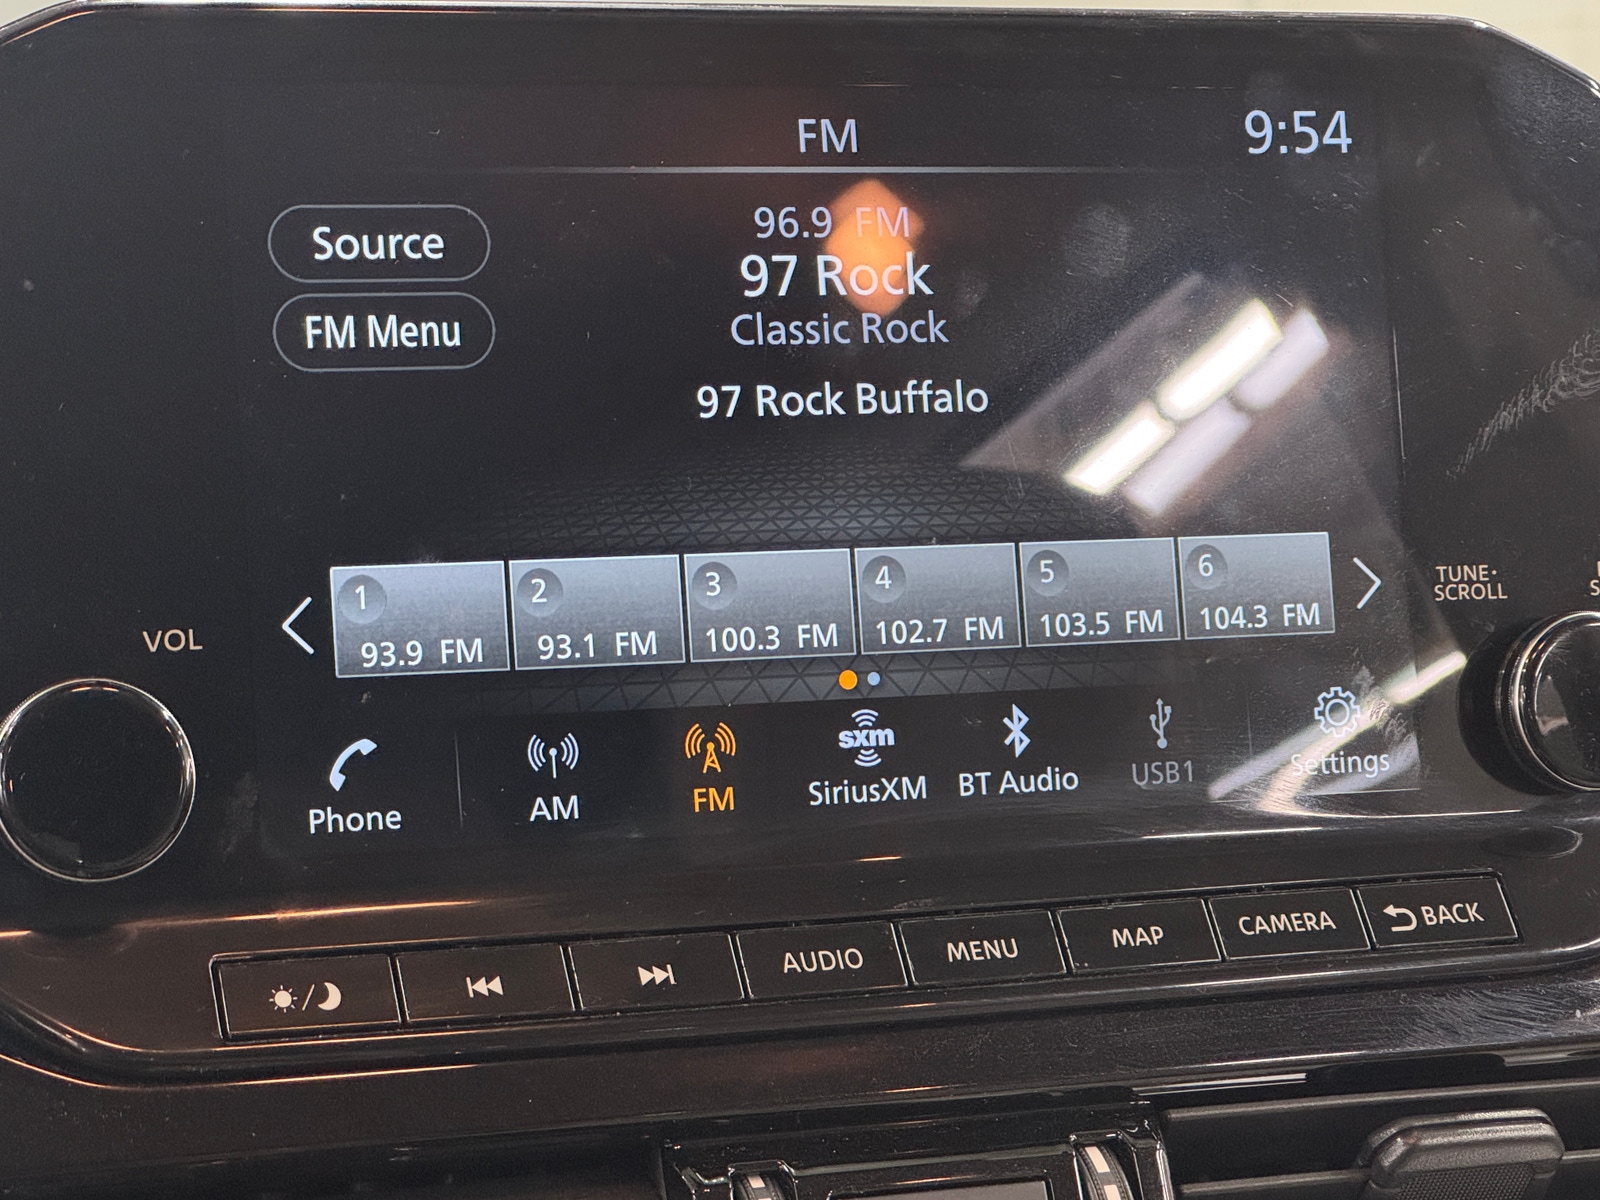 FM
9:54
Source
FM Menu
96.9 FM
97 Rock
Classic Rock
97 Rock Buffalo
1
93.9 FM
2
93.1 FM
3
100.3 FM
4
102.7 FM
5
103.5 FM
6
104.3 FM
VOL
TUNE·
SCROLL
Phone
AM
FM
sxm
SiriusXM
BT Audio
USB1
Settings
AUDIO
MENU
MAP
CAMERA
BACK